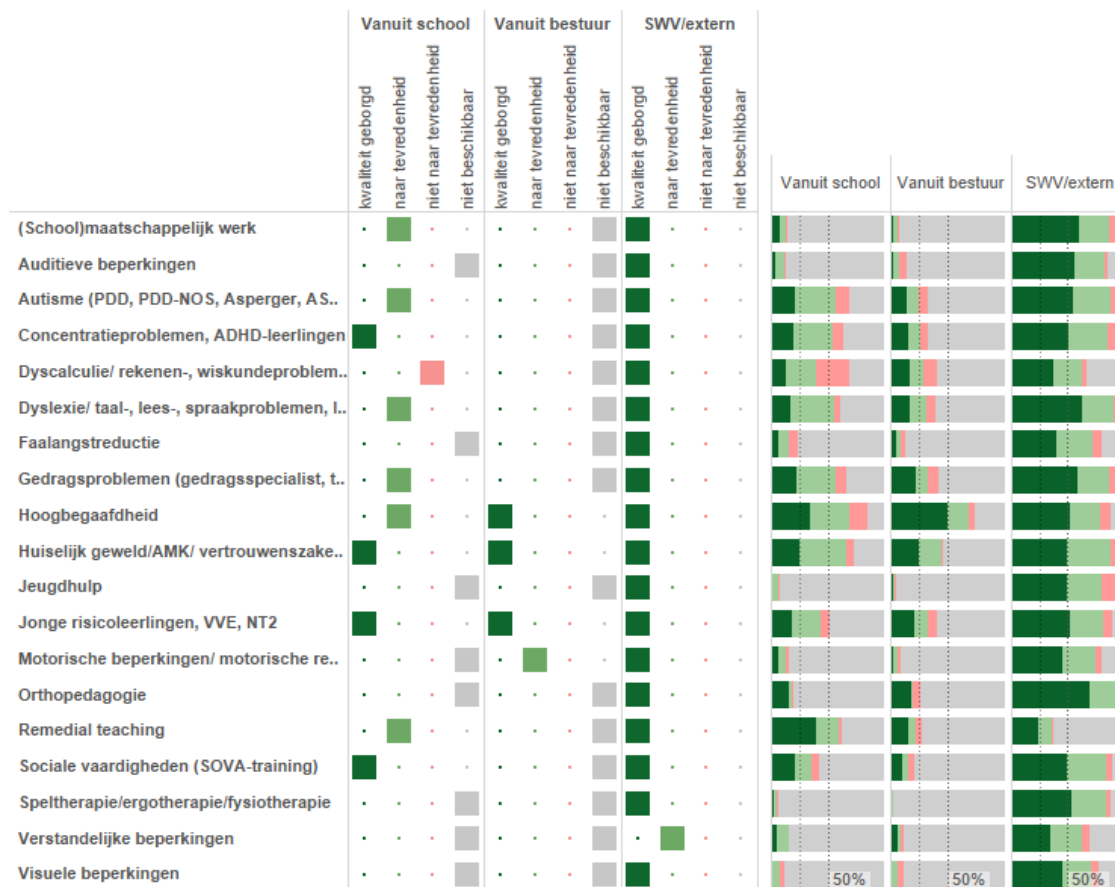 Vanuit school Vanuit bestuur SWV/extern
kwaliteit geborgd
naar tevredenheid
niet naar tevredenheid
niet beschikbaar
kwaliteit geborgd
naar tevredenheid
niet naar tevredenheid
niet beschikbaar
kwaliteit geborgd
naar tevredenheid
niet naar tevredenheid
niet beschikbaar
Vanuit school Vanuit bestuur SWV/extern
(School)maatschappelijk werk
Auditieve beperkingen
Autisme (PDD, PDD-NOS, Asperger, AS..
Concentratieproblemen, ADHD-leerlingen
Dyscalculie/ rekenen-, wiskundeproblem..
Dyslexie/ taal-, lees-, spraakproblemen, l..
Faalangstreductie
Gedragsproblemen (gedragsspecialist, t..
Hoogbegaafdheid
Huiselijk geweld/AMK/ vertrouwenszake..
Jeugdhulp
Jonge risicoleerlingen, VVE, NT2
Motorische beperkingen/ motorische re..
Orthopedagogie
Remedial teaching
Sociale vaardigheden (SOVA-training)
Speltherapie/ergotherapie/fysiotherapie
Verstandelijke beperkingen
Visuele beperkingen
50% 50% 50%